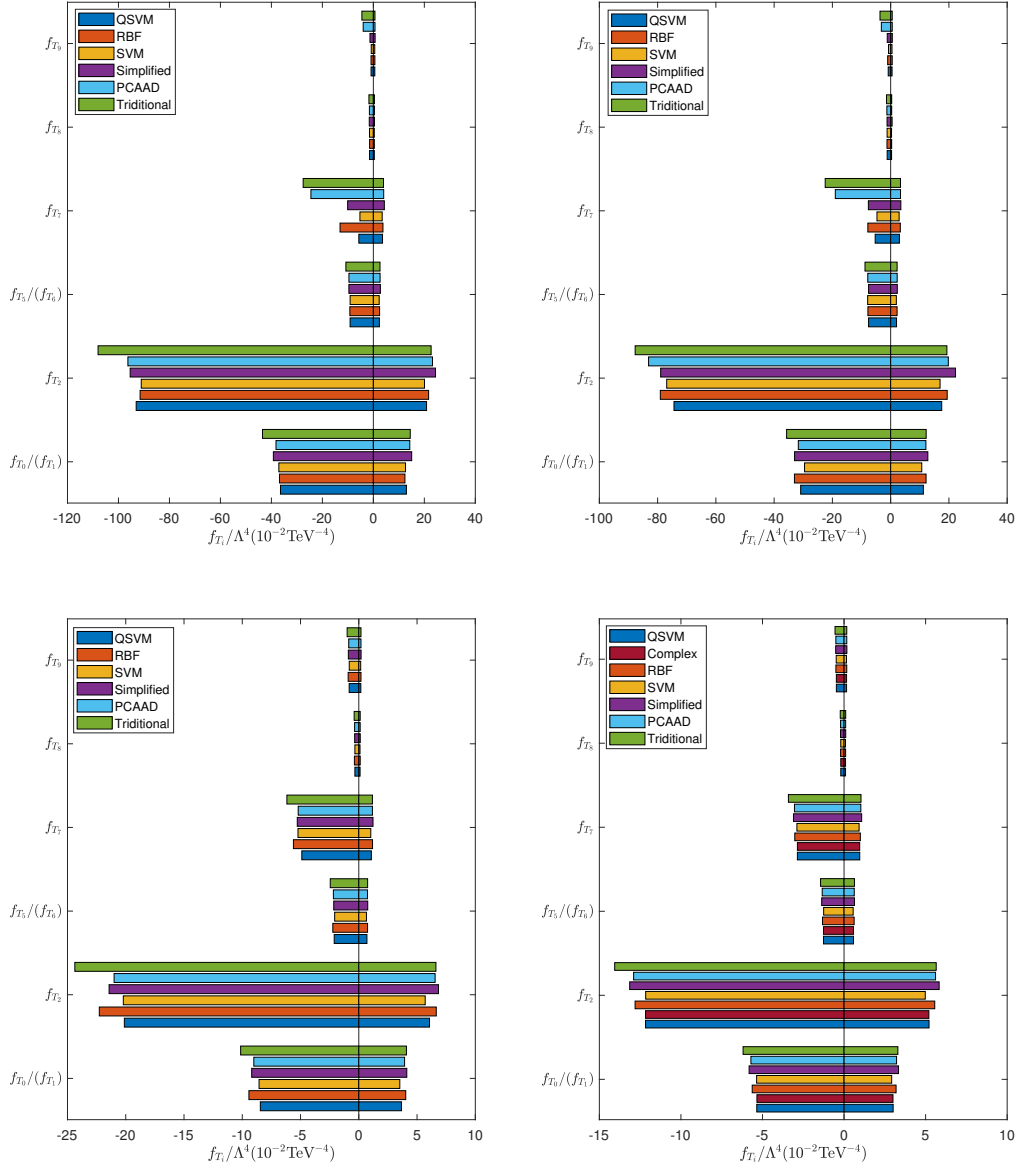 QSVM
RBF
SVM
Simplified
PCAAD
Triditional
f_{T_9}
f_{T_8}
f_{T_7}
f_{T_5}/(f_{T_6})
f_{T_2}
f_{T_0}/(f_{T_1})
-120 -100 -80 -60 -40 -20 0 20 40
f_{T_i}/Λ^4(10^{-2}TeV^{-4})
QSVM
RBF
SVM
Simplified
PCAAD
Triditional
f_{T_9}
f_{T_8}
f_{T_7}
f_{T_5}/(f_{T_6})
f_{T_2}
f_{T_0}/(f_{T_1})
-100 -80 -60 -40 -20 0 20 40
f_{T_i}/Λ^4(10^{-2}TeV^{-4})
QSVM
RBF
SVM
Simplified
PCAAD
Triditional
f_{T_9}
f_{T_8}
f_{T_7}
f_{T_5}/(f_{T_6})
f_{T_2}
f_{T_0}/(f_{T_1})
-25 -20 -15 -10 -5 0 5 10
f_{T_i}/Λ^4(10^{-2}TeV^{-4})
QSVM
Complex
RBF
SVM
Simplified
PCAAD
Triditional
f_{T_9}
f_{T_8}
f_{T_7}
f_{T_5}/(f_{T_6})
f_{T_2}
f_{T_0}/(f_{T_1})
-15 -10 -5 0 5 10
f_{T_i}/Λ^4(10^{-2}TeV^{-4})